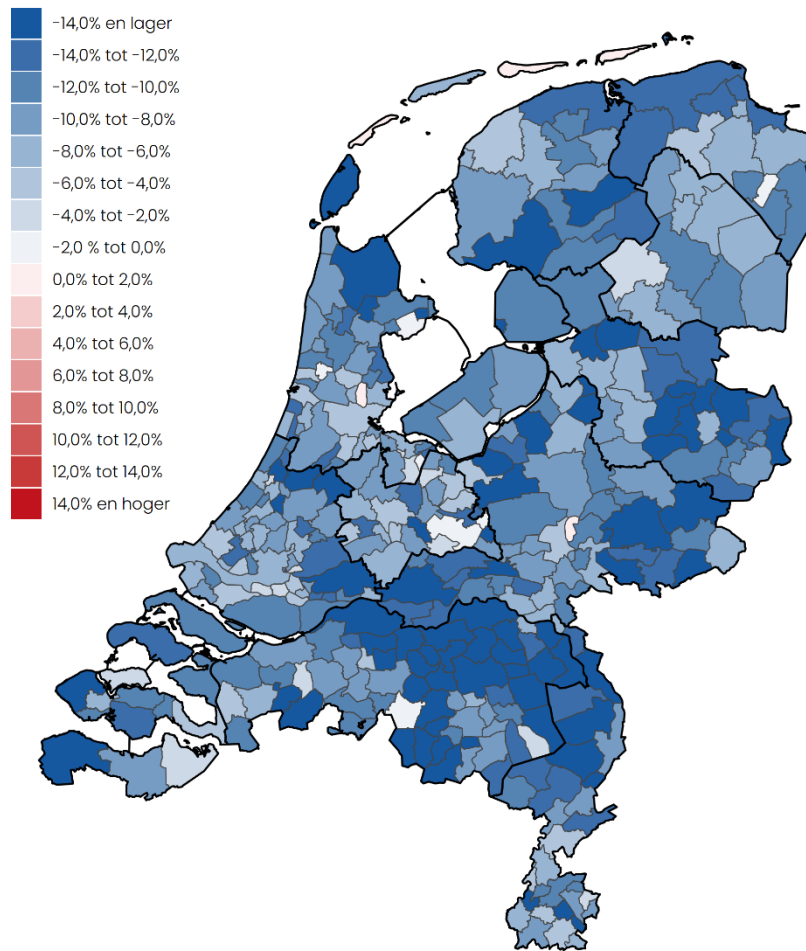 -14,0% en lager
-14,0% tot -12,0%
-12,0% tot -10,0%
-10,0% tot -8,0%
-8,0% tot -6,0%
-6,0% tot -4,0%
-4,0% tot -2,0%
-2,0 % tot 0,0%
0,0% tot 2,0%
2,0% tot 4,0%
4,0% tot 6,0%
6,0% tot 8,0%
8,0% tot 10,0%
10,0% tot 12,0%
12,0% tot 14,0%
14,0% en hoger